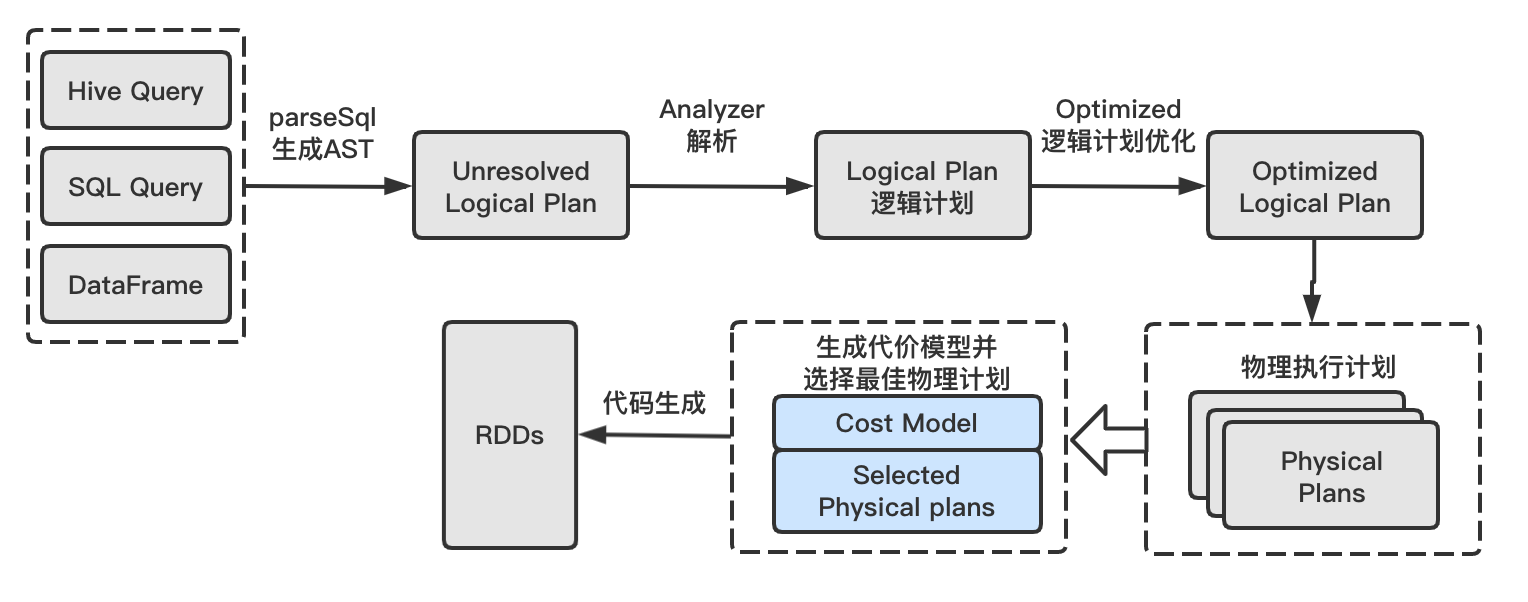 Hive Query
SQL Query
DataFrame
parseSql
生成AST
Unresolved
Logical Plan
Analyzer
解析
Logical Plan
逻辑计划
Optimized
逻辑计划优化
Optimized
Logical Plan
物理执行计划
Physical
Plans
生成代价模型并
选择最佳物理计划
Cost Model
Selected
Physical plans
代码生成
RDDs